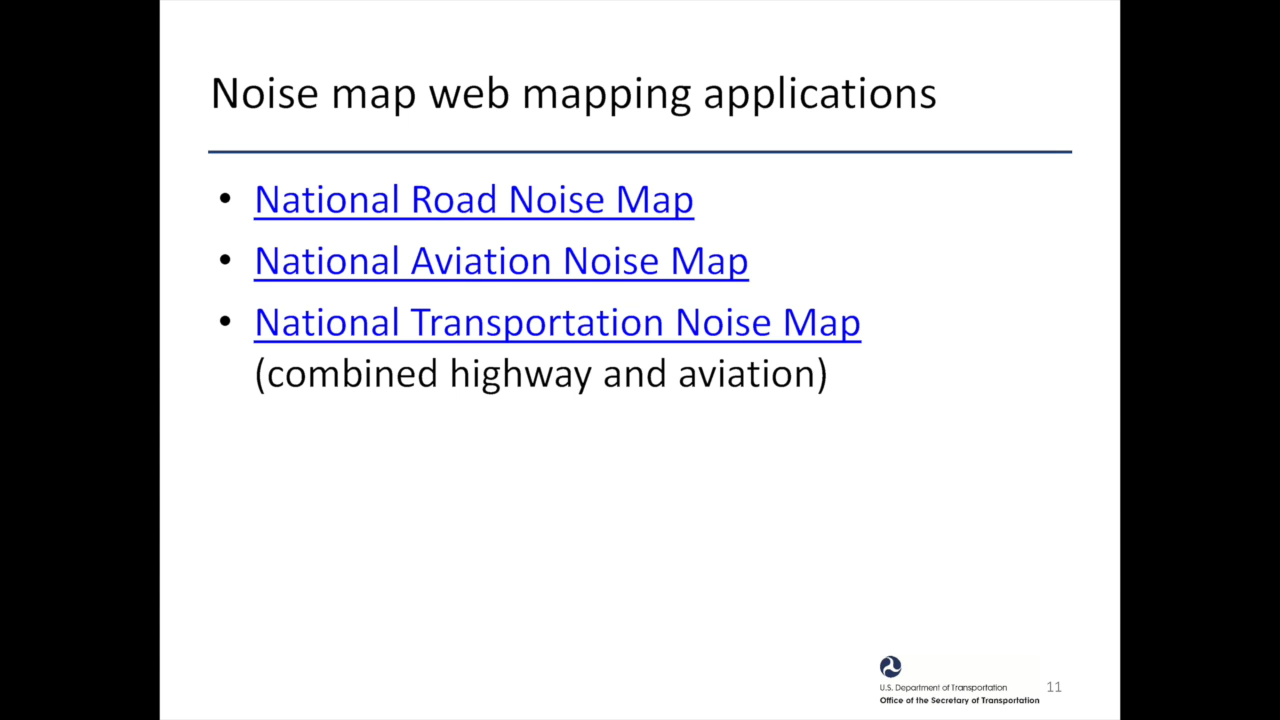 Noise map web mapping applications
• National Road Noise Map
• National Aviation Noise Map
• National Transportation Noise Map
(combined highway and aviation)
U.S. Department of Transportation
Office of the Secretary of Transportation
11